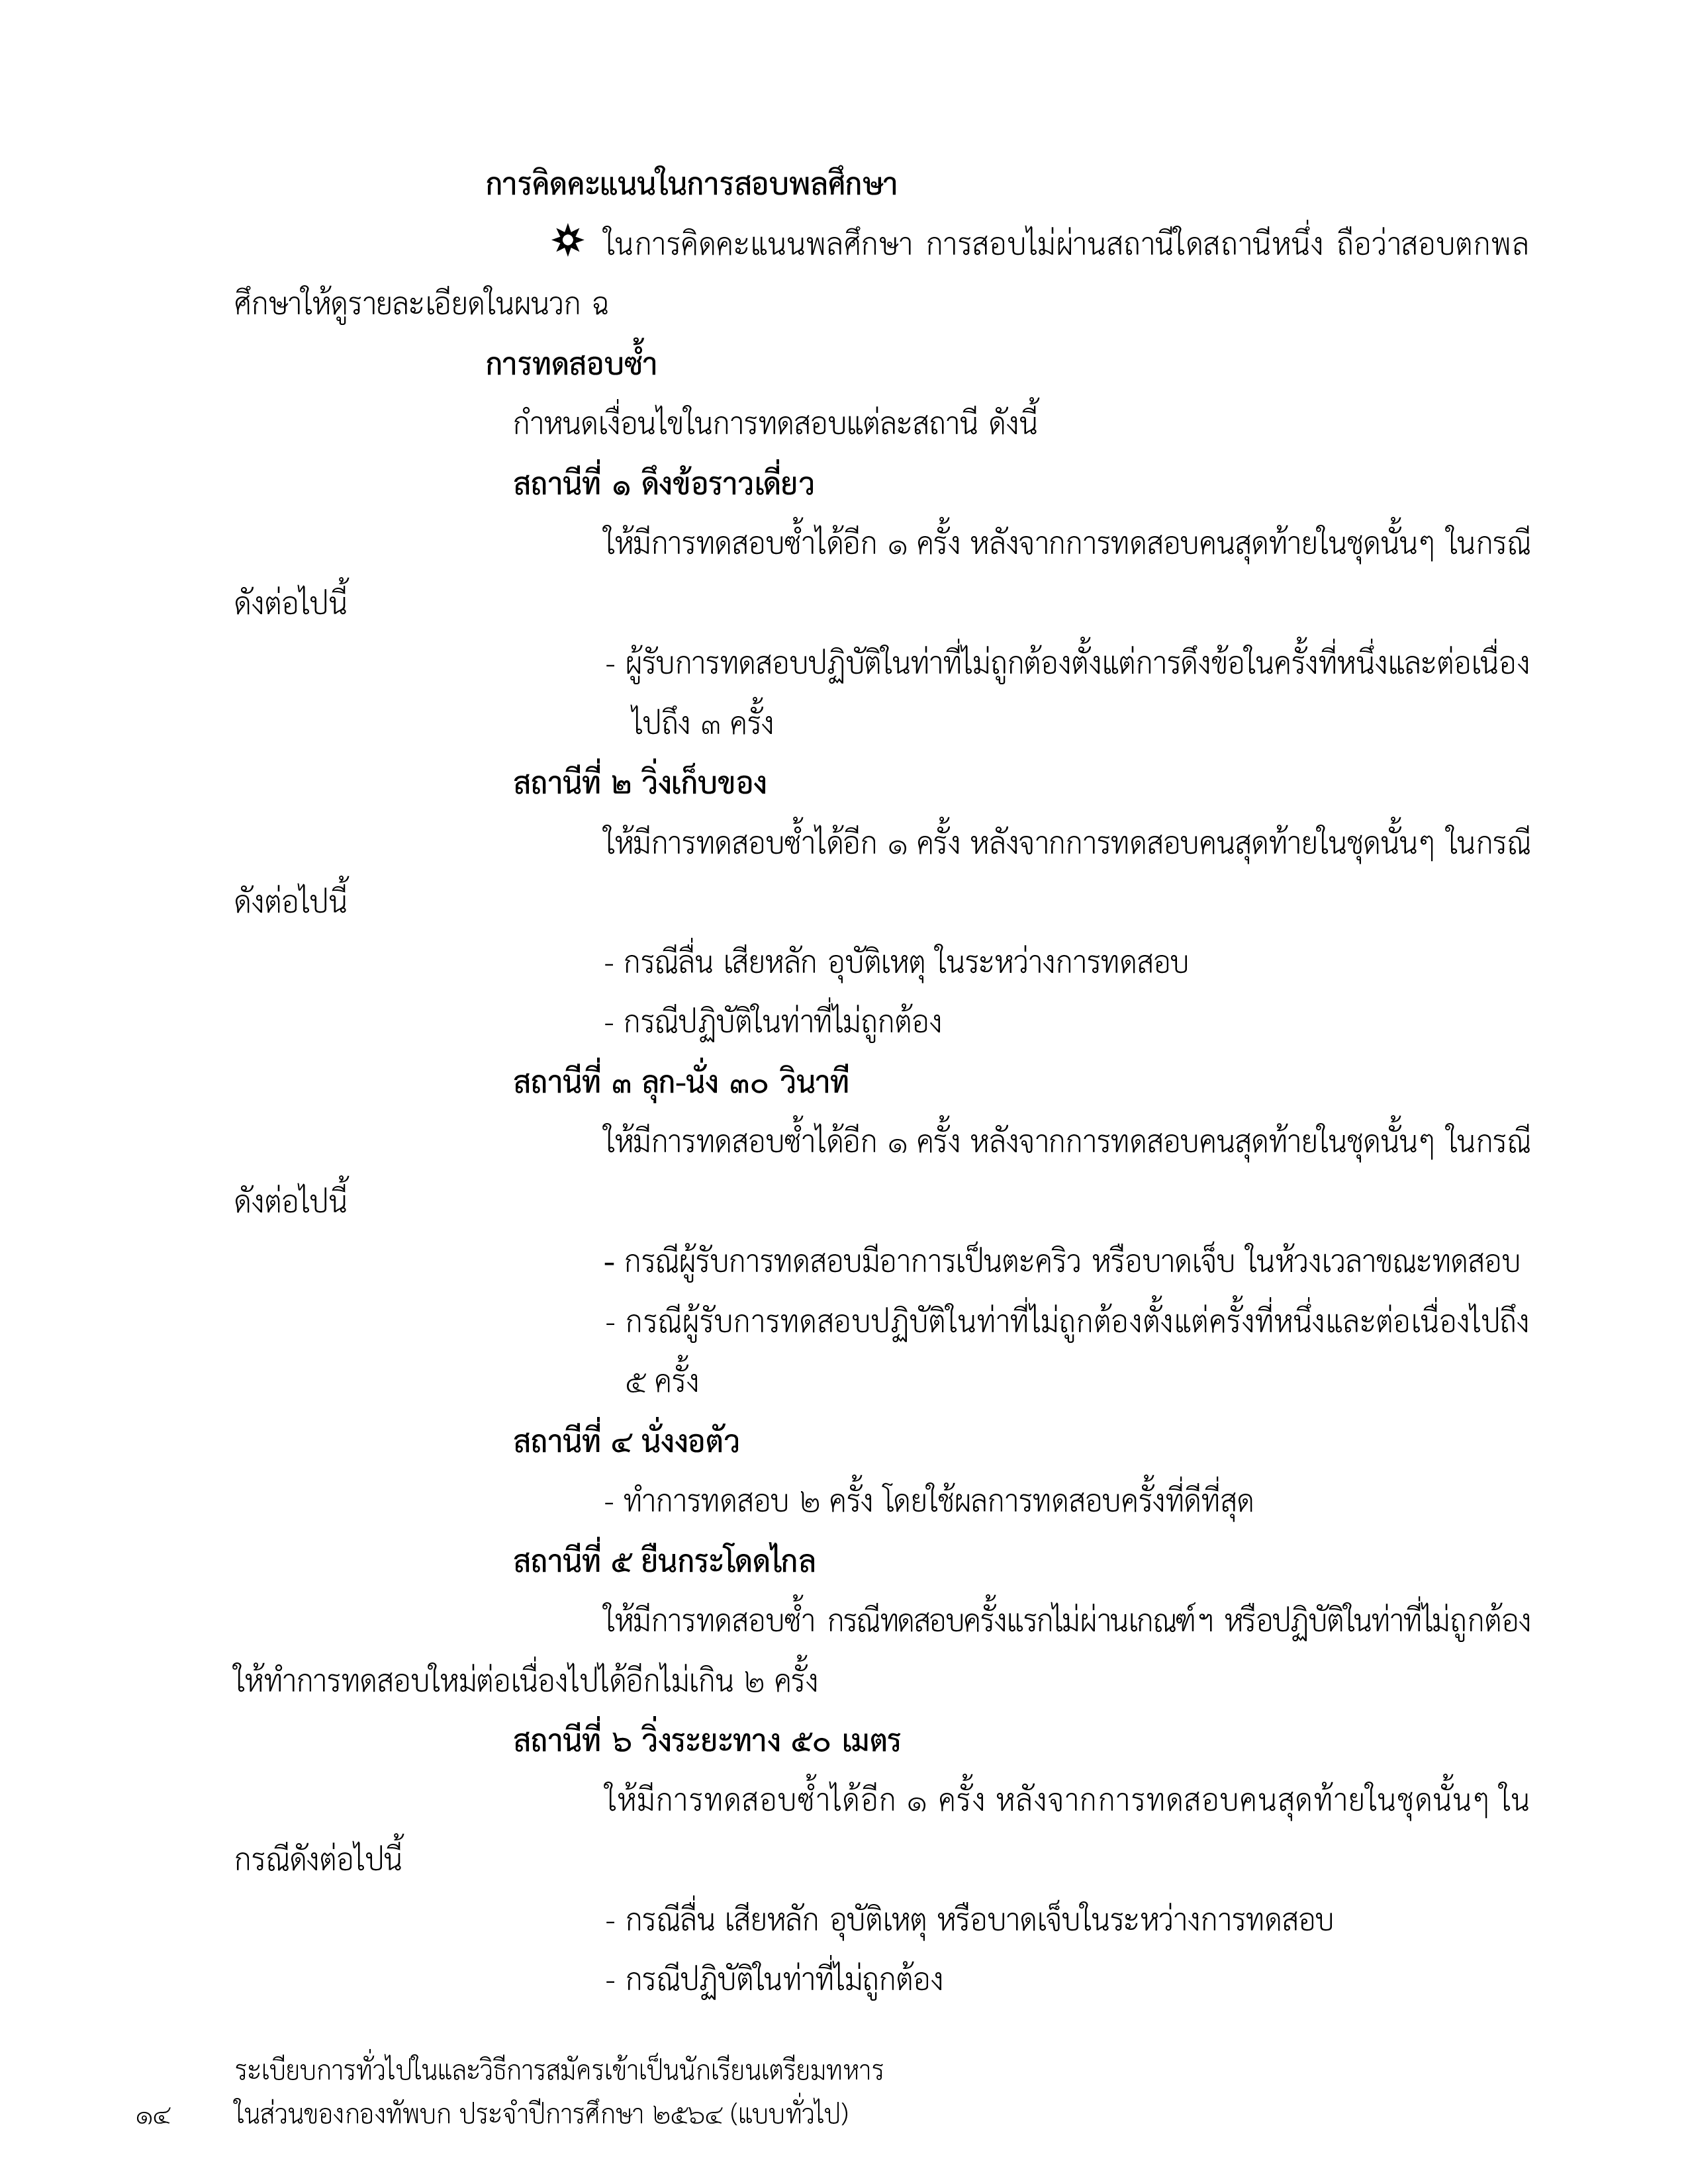 การคิดคะแนนในการสอบพลศึกษา
ในการคิดคะแนนพลศึกษา การสอบไม่ผ่านสถานีใดสถานีหนึ่ง ถือว่าสอบตกพล
ศึกษาให้ดูรายละเอียดในผนวก ฉ
การทดสอบซ้ำ
กำหนดเงื่อนไขในการทดสอบแต่ละสถานี ดังนี้
สถานีที่ ๑ ดึงข้อราวเดี่ยว
ให้มีการทดสอบซ้ำได้อีก ๑ ครั้ง หลังจากการทดสอบคนสุดท้ายในชุดนั้นๆ ในกรณี
ดังต่อไปนี้
- ผู้รับการทดสอบปฏิบัติในท่าที่ไม่ถูกต้องตั้งแต่การดึงข้อในครั้งที่หนึ่งและต่อเนื่อง
ไปถึง ๓ ครั้ง
สถานีที่ ๒ วิ่งเก็บของ
ให้มีการทดสอบซ้ำได้อีก ๑ ครั้ง หลังจากการทดสอบคนสุดท้ายในชุดนั้นๆ ในกรณี
ดังต่อไปนี้
- กรณีลื่น เสียหลัก อุบัติเหตุ ในระหว่างการทดสอบ
- กรณีปฏิบัติในท่าที่ไม่ถูกต้อง
สถานีที่ ๓ ลุก-นั่ง ๓๐ วินาที
ให้มีการทดสอบซ้ำได้อีก ๑ ครั้ง หลังจากการทดสอบคนสุดท้ายในชุดนั้นๆ ในกรณี
ดังต่อไปนี้
- กรณีผู้รับการทดสอบมีอาการเป็นตะคริว หรือบาดเจ็บ ในห้วงเวลาขณะทดสอบ
- กรณีผู้รับการทดสอบปฏิบัติในท่าที่ไม่ถูกต้องตั้งแต่ครั้งที่หนึ่งและต่อเนื่องไปถึง
๕ ครั้ง
สถานีที่ ๔ นั่งงอตัว
- ทำการทดสอบ ๒ ครั้ง โดยใช้ผลการทดสอบครั้งที่ดีที่สุด
สถานีที่ ๕ ยืนกระโดดไกล
ให้มีการทดสอบซ้ำ กรณีทดสอบครั้งแรกไม่ผ่านเกณฑ์ฯ หรือปฏิบัติในท่าที่ไม่ถูกต้อง
ให้ทำการทดสอบใหม่ต่อเนื่องไปได้อีกไม่เกิน ๒ ครั้ง
สถานีที่ ๖ วิ่งระยะทาง ๕๐ เมตร
ให้มีการทดสอบซ้ำได้อีก ๑ ครั้ง หลังจากการทดสอบคนสุดท้ายในชุดนั้นๆ ใน
กรณีดังต่อไปนี้
- กรณีลื่น เสียหลัก อุบัติเหตุ หรือบาดเจ็บในระหว่างการทดสอบ
- กรณีปฏิบัติในท่าที่ไม่ถูกต้อง
ระเบียบการทั่วไปในและวิธีการสมัครเข้าเป็นนักเรียนเตรียมทหาร
๑๔ ในส่วนของกองทัพบก ประจำปีการศึกษา ๒๕๖๔ (แบบทั่วไป)